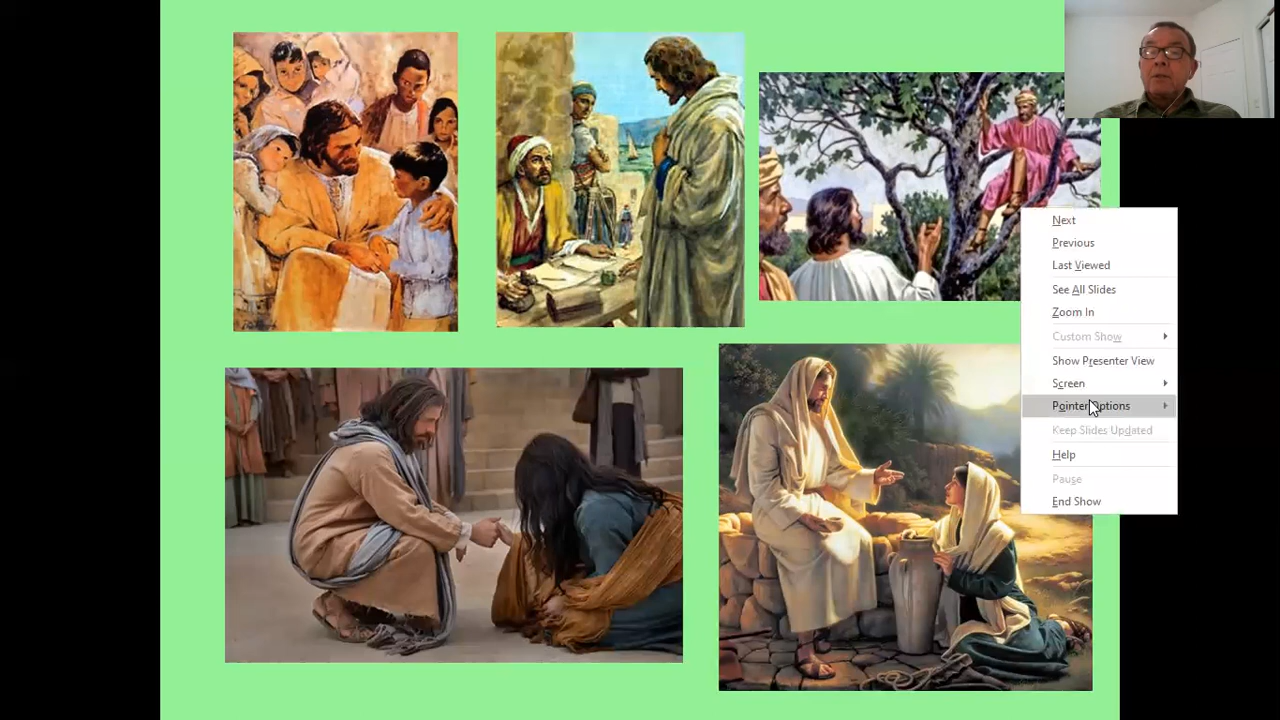 Next
Previous
Last Viewed
See All Slides
Zoom In
Custom Show
Show Presenter View
Screen
Pointer Options
Keep Slides Updated
Help
Pause
End Show